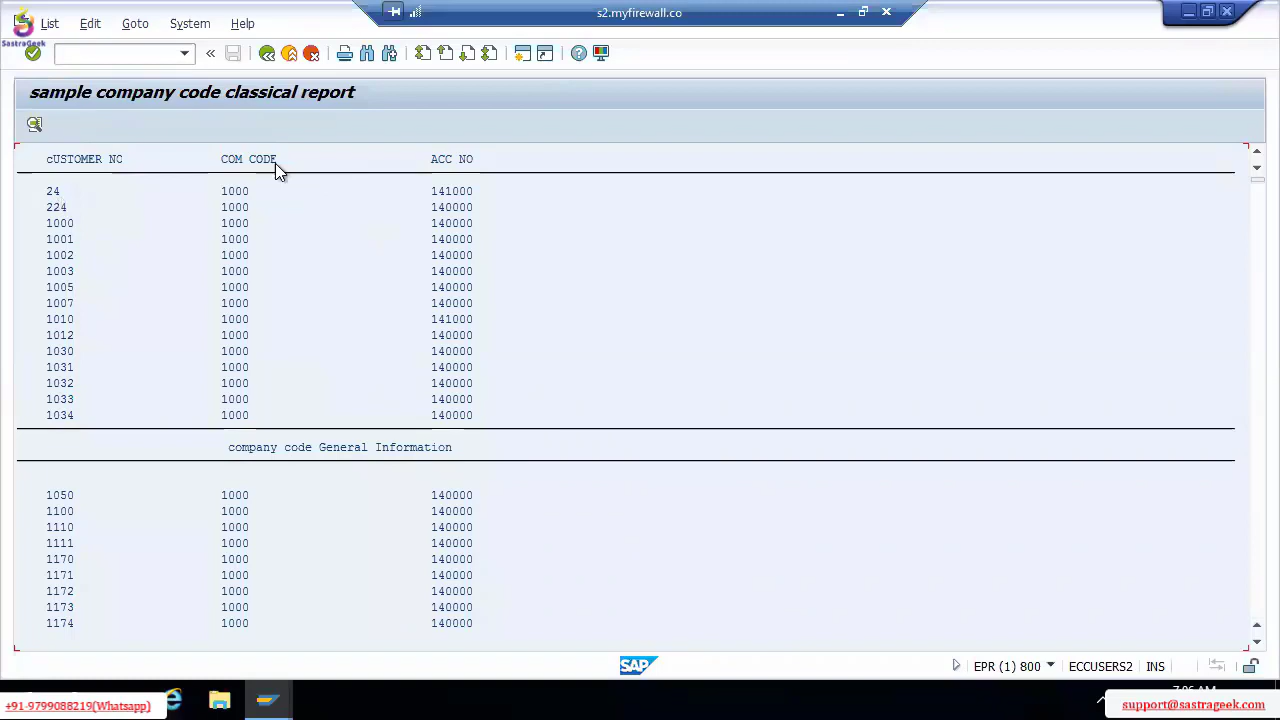 s2.myfirewall.co
List Edit Goto System Help
SastraGeek
sample company code classical report
cUSTOMER NC COM CODE ACC NO
24 1000 141000
224 1000 140000
1000 1000 140000
1001 1000 140000
1002 1000 140000
1003 1000 140000
1005 1000 140000
1007 1000 140000
1010 1000 141000
1012 1000 140000
1030 1000 140000
1031 1000 140000
1032 1000 140000
1033 1000 140000
1034 1000 140000
company code General Information
1050 1000 140000
1100 1000 140000
1110 1000 140000
1111 1000 140000
1170 1000 140000
1171 1000 140000
1172 1000 140000
1173 1000 140000
1174 1000 140000
SAP EPR (1) 800 ECCUSERS2 INS
+91-9799088219(Whatsapp)
support@sastrageek.com